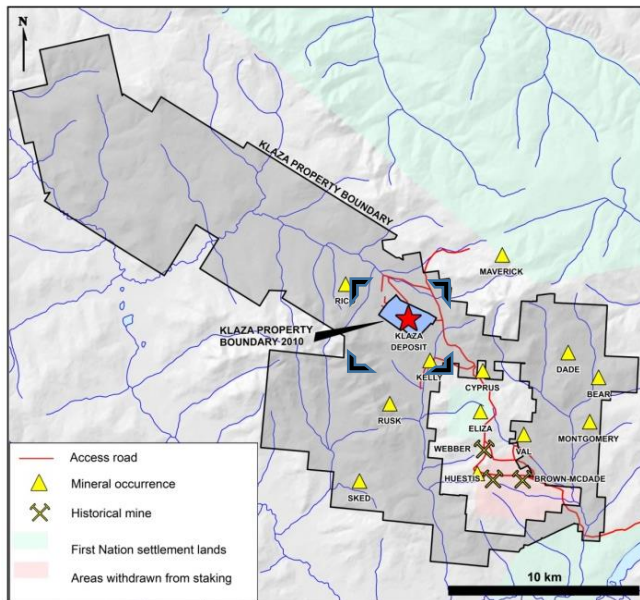 N
KLAZA PROPERTY BOUNDARY
MAVERICK
RIC
KLAZA PROPERTY
BOUNDARY 2010
KLAZA
DEPOSIT
KELLY
CYPRUS
DADE
BEAR
RUSK
ELIZA
MONTGOMERY
WEBBER
VAL
HUESTIS
BROWN-MCDADE
SKED
Access road
Mineral occurrence
Historical mine
First Nation settlement lands
Areas withdrawn from staking
10 km